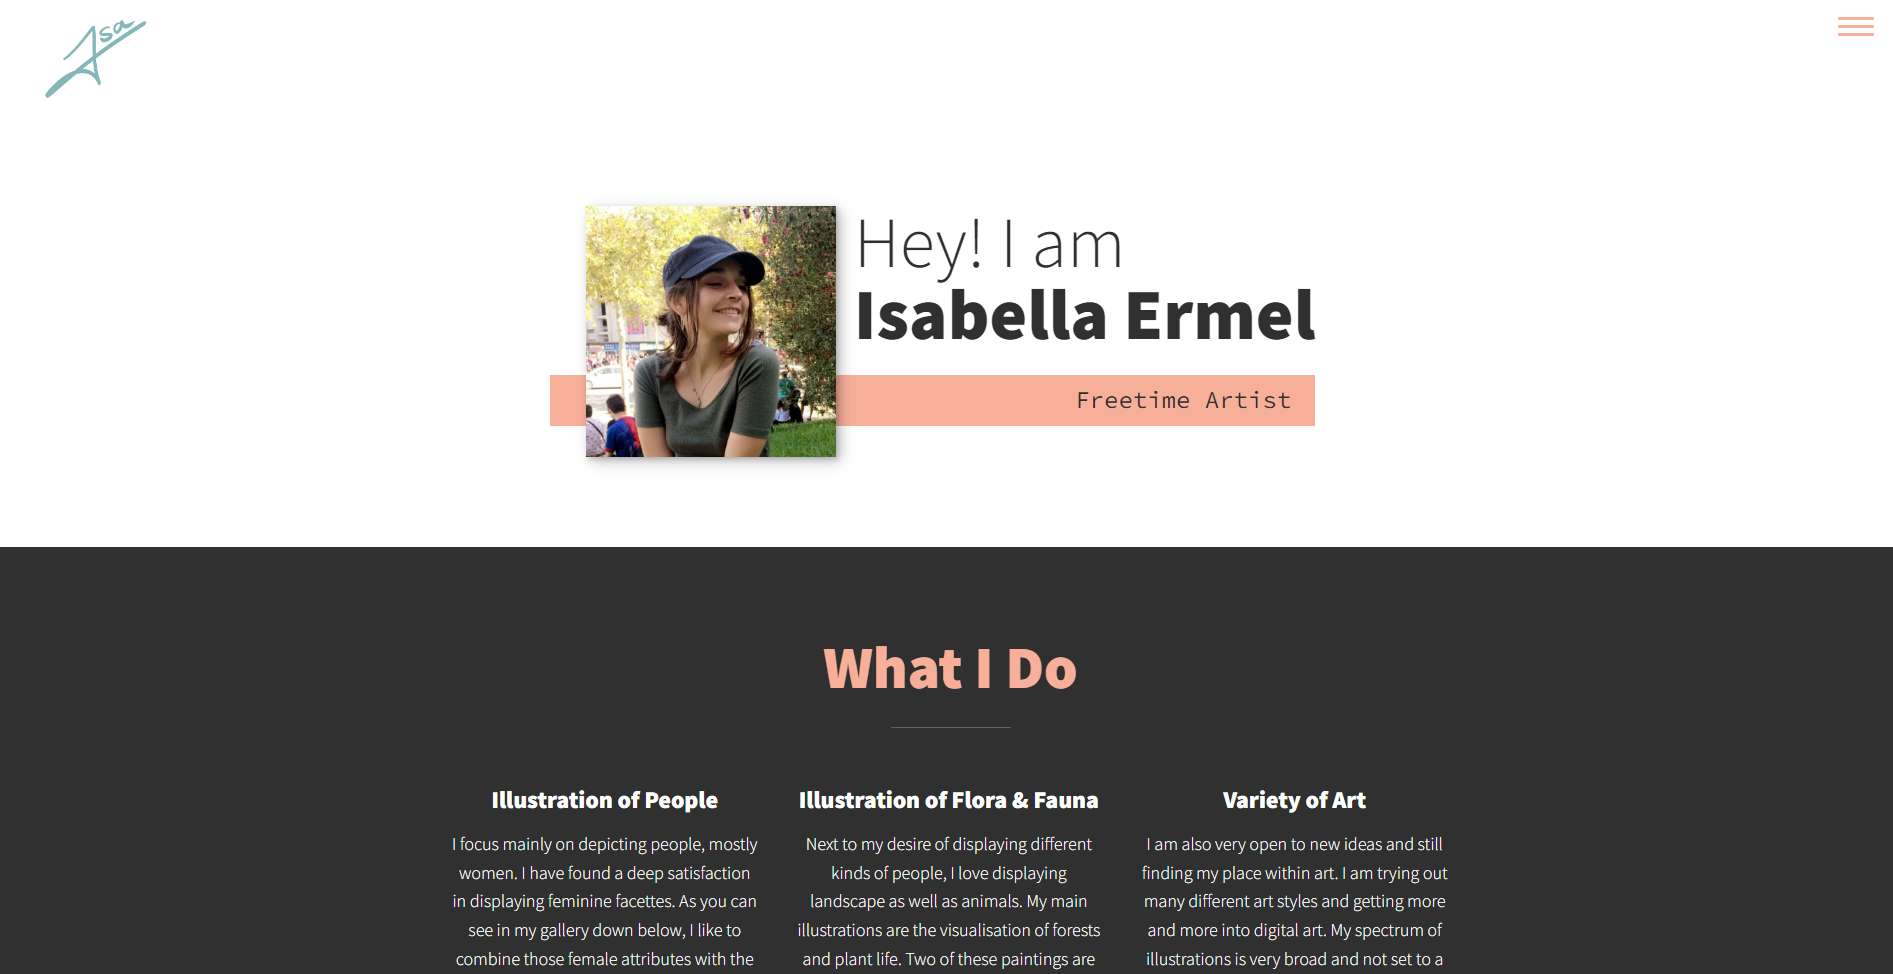 Asa
Hey! I am
Isabella Ermel
Freetime Artist
What I Do
Illustration of People
I focus mainly on depicting people, mostly
women. I have found a deep satisfaction
in displaying feminine facettes. As you can
see in my gallery down below, I like to
combine those female attributes with the
Illustration of Flora & Fauna
Next to my desire of displaying different
kinds of people, I love displaying
landscape as well as animals. My main
illustrations are the visualisation of forests
and plant life. Two of these paintings are
Variety of Art
I am also very open to new ideas and still
finding my place within art. I am trying out
many different art styles and getting more
and more into digital art. My spectrum of
illustrations is very broad and not set to a